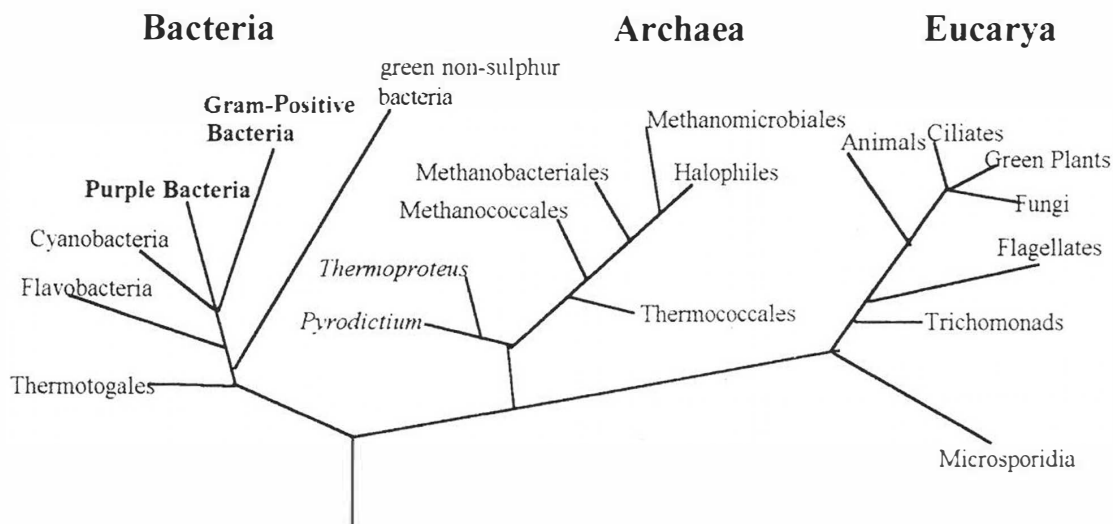 Bacteria
Archaea
Eucarya
green non-sulphur
bacteria
Gram-Positive
Bacteria
Purple Bacteria
Cyanobacteria
Flavobacteria
Thermotogales
Methanomicrobiales
Methanobacteriales
Halophiles
Methanococcales
Thermoproteus
Pyrodictium
Thermococcales
Animals
Ciliates
Green Plants
Fungi
Flagellates
Trichomonads
Microsporidia